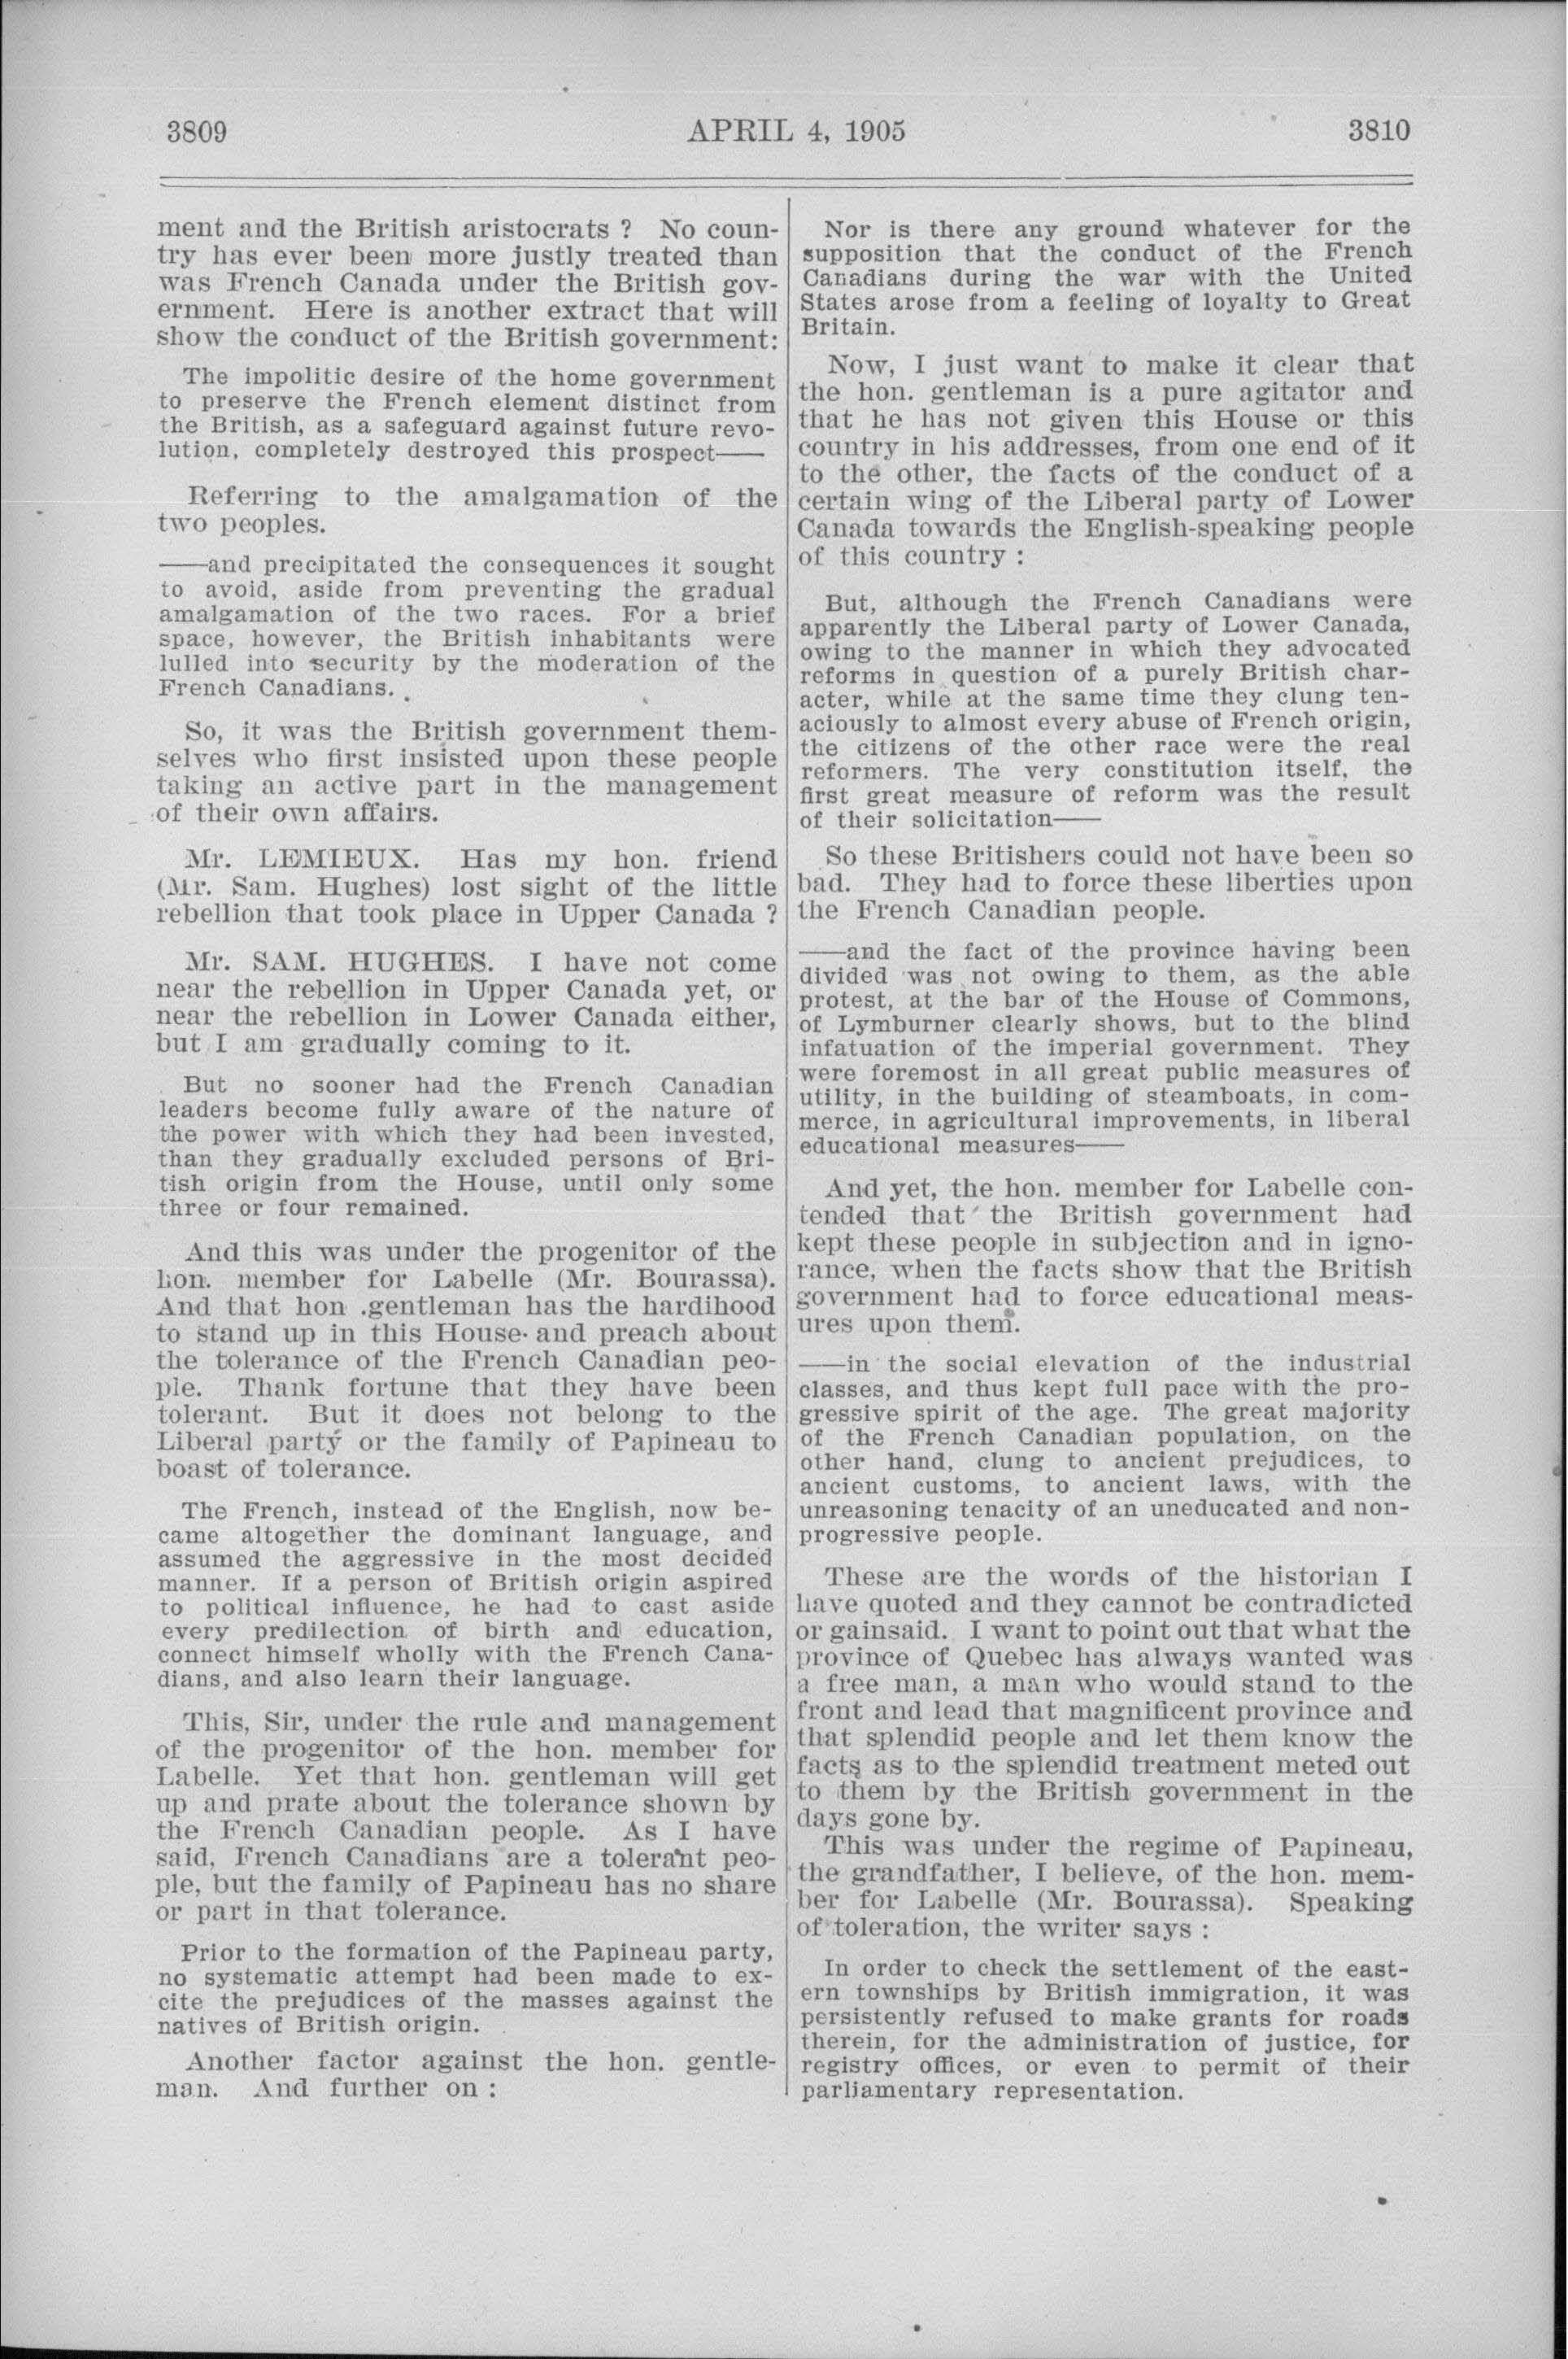 3809
APRIL 4, 1905
3810
ment and the British aristocrats ? No coun-
try has ever been more justly treated than
was French Canada under the British gov-
ernment. Here is another extract that will
show the conduct of the British government:
The impolitic desire of the home government
to preserve the French element distinct from
the British, as a safeguard against future revo-
lution, completely destroyed this prospect——
Referring to the amalgamation of the
two peoples.
——and precipitated the consequences it sought
to avoid, aside from preventing the gradual
amalgamation of the two races. For a brief
space, however, the British inhabitants were
lulled into security by the moderation of the
French Canadians.
So, it was the British government them-
selves who first insisted upon these people
taking an active part in the management
of their own affairs.
Mr. LEMIEUX. Has my hon. friend
(Mr. Sam. Hughes) lost sight of the little
rebellion that took place in Upper Canada ?
Mr. SAM. HUGHES. I have not come
near the rebellion in Upper Canada yet, or
near the rebellion in Lower Canada either,
but I am gradually coming to it.
But no sooner had the French Canadian
leaders become fully aware of the nature of
the power with which they had been invested,
than they gradually excluded persons of Bri-
tish origin from the House, until only some
three or four remained.
And this was under the progenitor of the
hon. member for Labelle (Mr. Bourassa).
And that hon .gentleman has the hardihood
to stand up in this House and preach about
the tolerance of the French Canadian peo-
ple. Thank fortune that they have been
tolerant. But it does not belong to the
Liberal party or the family of Papineau to
boast of tolerance.
The French, instead of the English, now be-
came altogether the dominant language, and
assumed the aggressive in the most decided
manner. If a person of British origin aspired
to political influence, he had to cast aside
every predilection of birth and education,
connect himself wholly with the French Cana-
dians, and also learn their language.
This, Sir, under the rule and management
of the progenitor of the hon. member for
Labelle. Yet that hon. gentleman will get
up and prate about the tolerance shown by
the French Canadian people. As I have
said, French Canadians are a tolerant peo-
ple, but the family of Papineau has no share
or part in that tolerance.
Prior to the formation of the Papineau party,
no systematic attempt had been made to ex-
cite the prejudices of the masses against the
natives of British origin.
Another factor against the hon. gentle-
man. And further on :
Nor is there any ground whatever for the
supposition that the conduct of the French
Canadians during the war with the United
States arose from a feeling of loyalty to Great
Britain.
Now, I just want to make it clear that
the hon. gentleman is a pure agitator and
that he has not given this House or this
country in his addresses, from one end of it
to the other, the facts of the conduct of a
certain wing of the Liberal party of Lower
Canada towards the English-speaking people
of this country :
But, although the French Canadians were
apparently the Liberal party of Lower Canada,
owing to the manner in which they advocated
reforms in question of a purely British char-
acter, while at the same time they clung ten-
aciously to almost every abuse of French origin,
the citizens of the other race were the real
reformers. The very constitution itself, the
first great measure of reform was the result
of their solicitation——
So these Britishers could not have been so
bad. They had to force these liberties upon
the French Canadian people.
——and the fact of the province having been
divided was not owing to them, as the able
protest, at the bar of the House of Commons,
of Lymburner clearly shows, but to the blind
infatuation of the imperial government. They
were foremost in all great public measures of
utility, in the building of steamboats, in com-
merce, in agricultural improvements, in liberal
educational measures——
And yet, the hon. member for Labelle con-
tended that the British government had
kept these people in subjection and in igno-
rance, when the facts show that the British
government had to force educational meas-
ures upon them.
——in the social elevation of the industrial
classes, and thus kept full pace with the pro-
gressive spirit of the age. The great majority
of the French Canadian population, on the
other hand, clung to ancient prejudices, to
ancient customs, to ancient laws, with the
unreasoning tenacity of an uneducated and non-
progressive people.
These are the words of the historian I
have quoted and they cannot be contradicted
or gainsaid. I want to point out that what the
province of Quebec has always wanted was
a free man, a man who would stand to the
front and lead that magnificent province and
that splendid people and let them know the
facts as to the splendid treatment meted out
to them by the British government in the
days gone by.
This was under the regime of Papineau,
the grandfather, I believe, of the hon. mem-
ber for Labelle (Mr. Bourassa). Speaking
of toleration, the writer says :
In order to check the settlement of the east-
ern townships by British immigration, it was
persistently refused to make grants for roads
therein, for the administration of justice, for
registry offices, or even to permit of their
parliamentary representation.